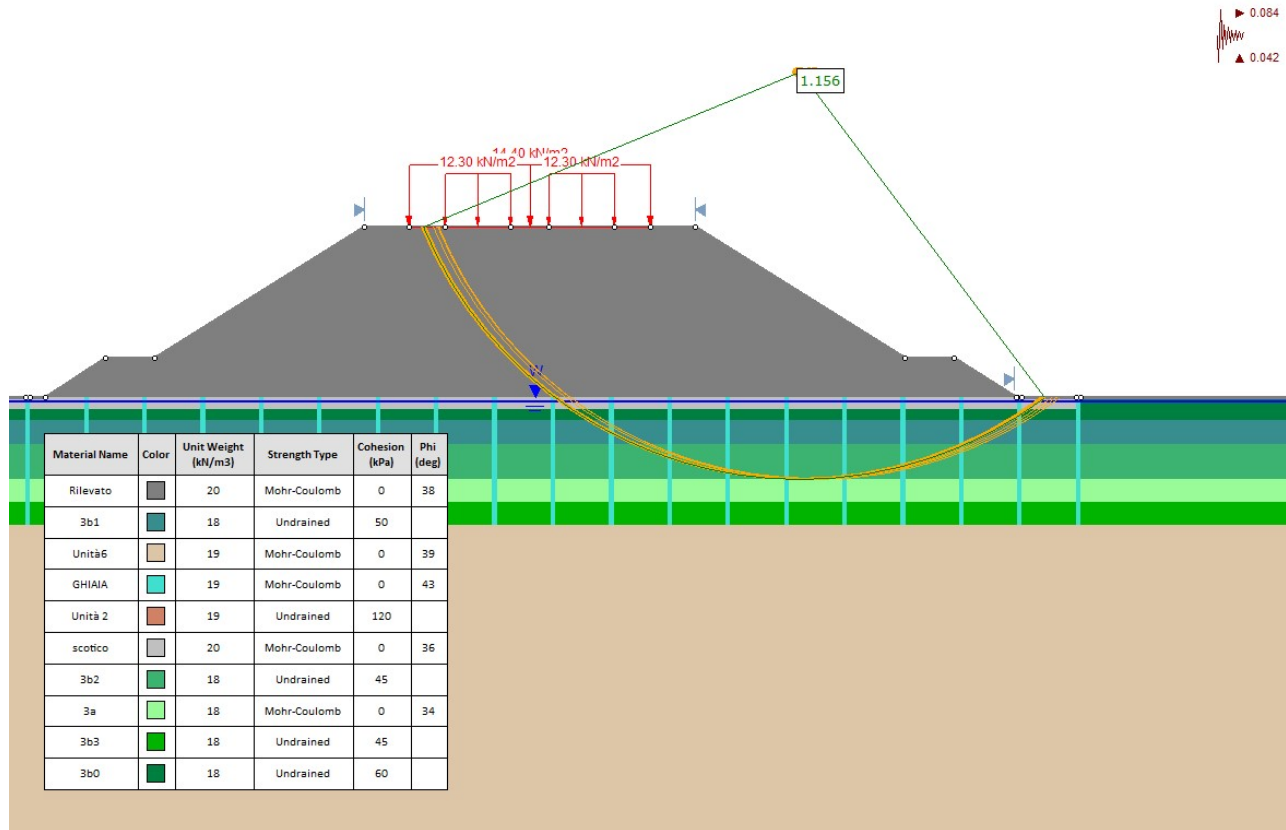 0.084
0.042
1.156
14.40 kN/m2
12.30 kN/m2 12.30 kN/m2
W
Material Name Color Unit Weight (kN/m3) Strength Type Cohesion (kPa) Phi (deg)
Rilevato 20 Mohr-Coulomb 0 38
3b1 18 Undrained 50
Unità6 19 Mohr-Coulomb 0 39
GHIAIA 19 Mohr-Coulomb 0 43
Unità 2 19 Undrained 120
scotico 20 Mohr-Coulomb 0 36
3b2 18 Undrained 45
3a 18 Mohr-Coulomb 0 34
3b3 18 Undrained 45
3b0 18 Undrained 60